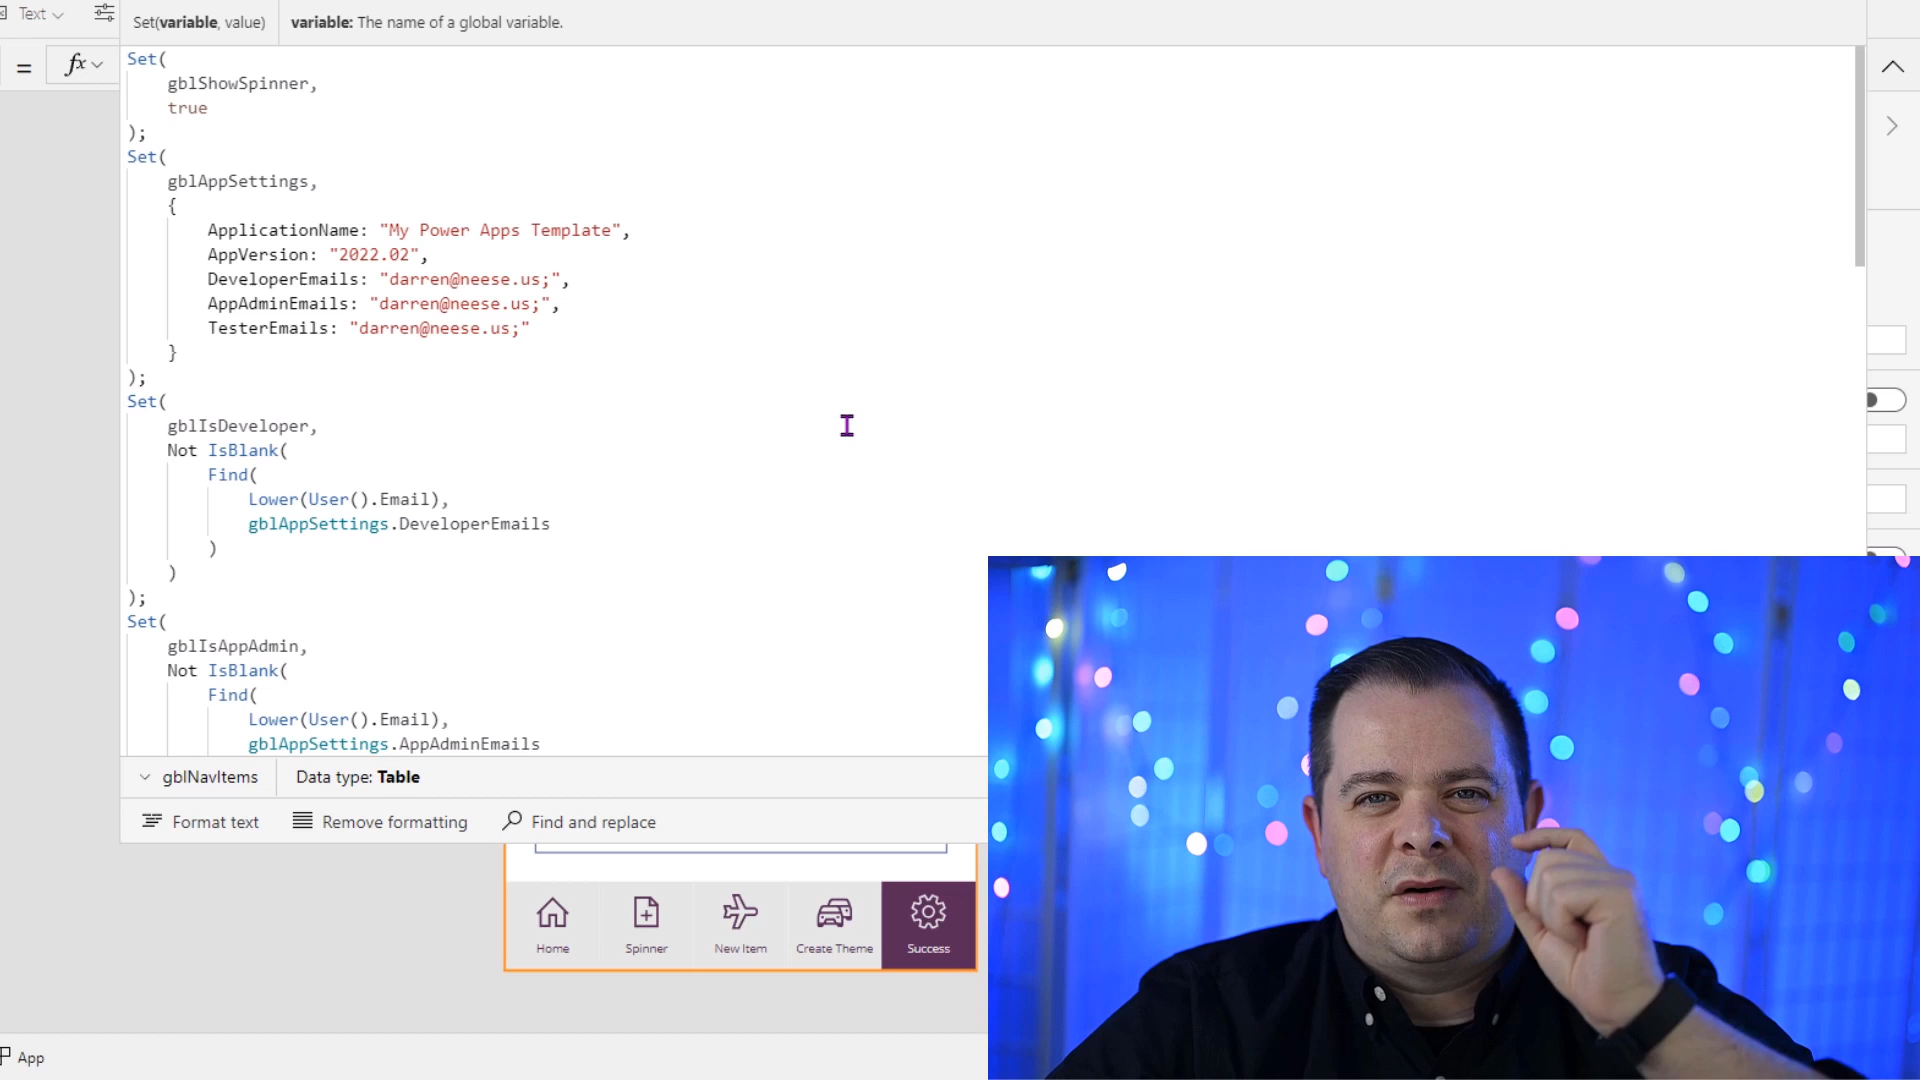 Text
Set(variable, value)
variable: The name of a global variable.
=
fx
Set(
gblShowSpinner,
true
);
Set(
gblAppSettings,
{
ApplicationName: "My Power Apps Template",
AppVersion: "2022.02",
DeveloperEmails: "darren@neese.us;",
AppAdminEmails: "darren@neese.us;",
TesterEmails: "darren@neese.us;"
}
);
Set(
gblIsDeveloper,
Not IsBlank(
Find(
Lower(User().Email),
gblAppSettings.DeveloperEmails
)
)
);
Set(
gblIsAppAdmin,
Not IsBlank(
Find(
Lower(User().Email),
gblAppSettings.AppAdminEmails
gblNavItems
Data type: Table
Format text
Remove formatting
Find and replace
Home
Spinner
New Item
Create Theme
Success
App